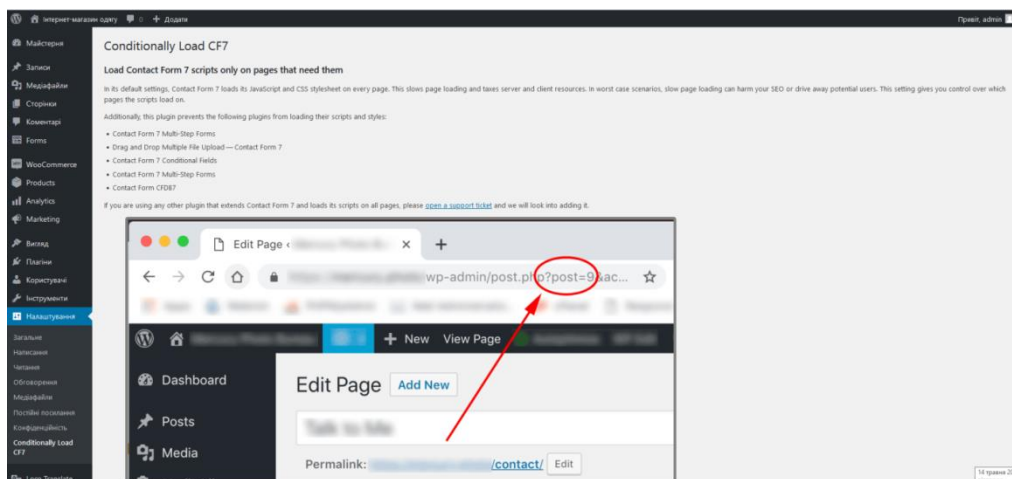 Інтернет-магазин одягу 0 + Додати
Привіт, admin
Майстерня
Записи
Медіафайли
Сторінки
Коментарі
Forms
WooCommerce
Products
Analytics
Marketing
Вигляд
Плагіни
Користувачі
Інструменти
Налаштування
Загальне
Написання
Читання
Обговорення
Медіафайли
Постійні посилання
Конфіденційність
Conditionally Load
CF7
Loco Translate
Conditionally Load CF7
Load Contact Form 7 scripts only on pages that need them
In its default settings, Contact Form 7 loads its JavaScript and CSS stylesheet on every page. This slows page loading and taxes server and client resources. In worst case scenarios, slow page loading can harm your SEO or drive away potential users. This setting gives you control over which
pages the scripts load on.
Additionally, this plugin prevents the following plugins from loading their scripts and styles:
• Contact Form 7 Multi-Step Forms
• Drag and Drop Multiple File Upload — Contact Form 7
• Contact Form 7 Conditional Fields
• Contact Form 7 Multi-Step Forms
• Contact Form CFDB7
If you are using any other plugin that extends Contact Form 7 and loads its scripts on all pages, please open a support ticket and we will look into adding it.
Edit Page ‹ × +
wp-admin/post.php?post=9&ac...
+ New View Page
Dashboard
Posts
Media
Edit Page Add New
Talk to Me
Permalink: /contact/ Edit
14 травня